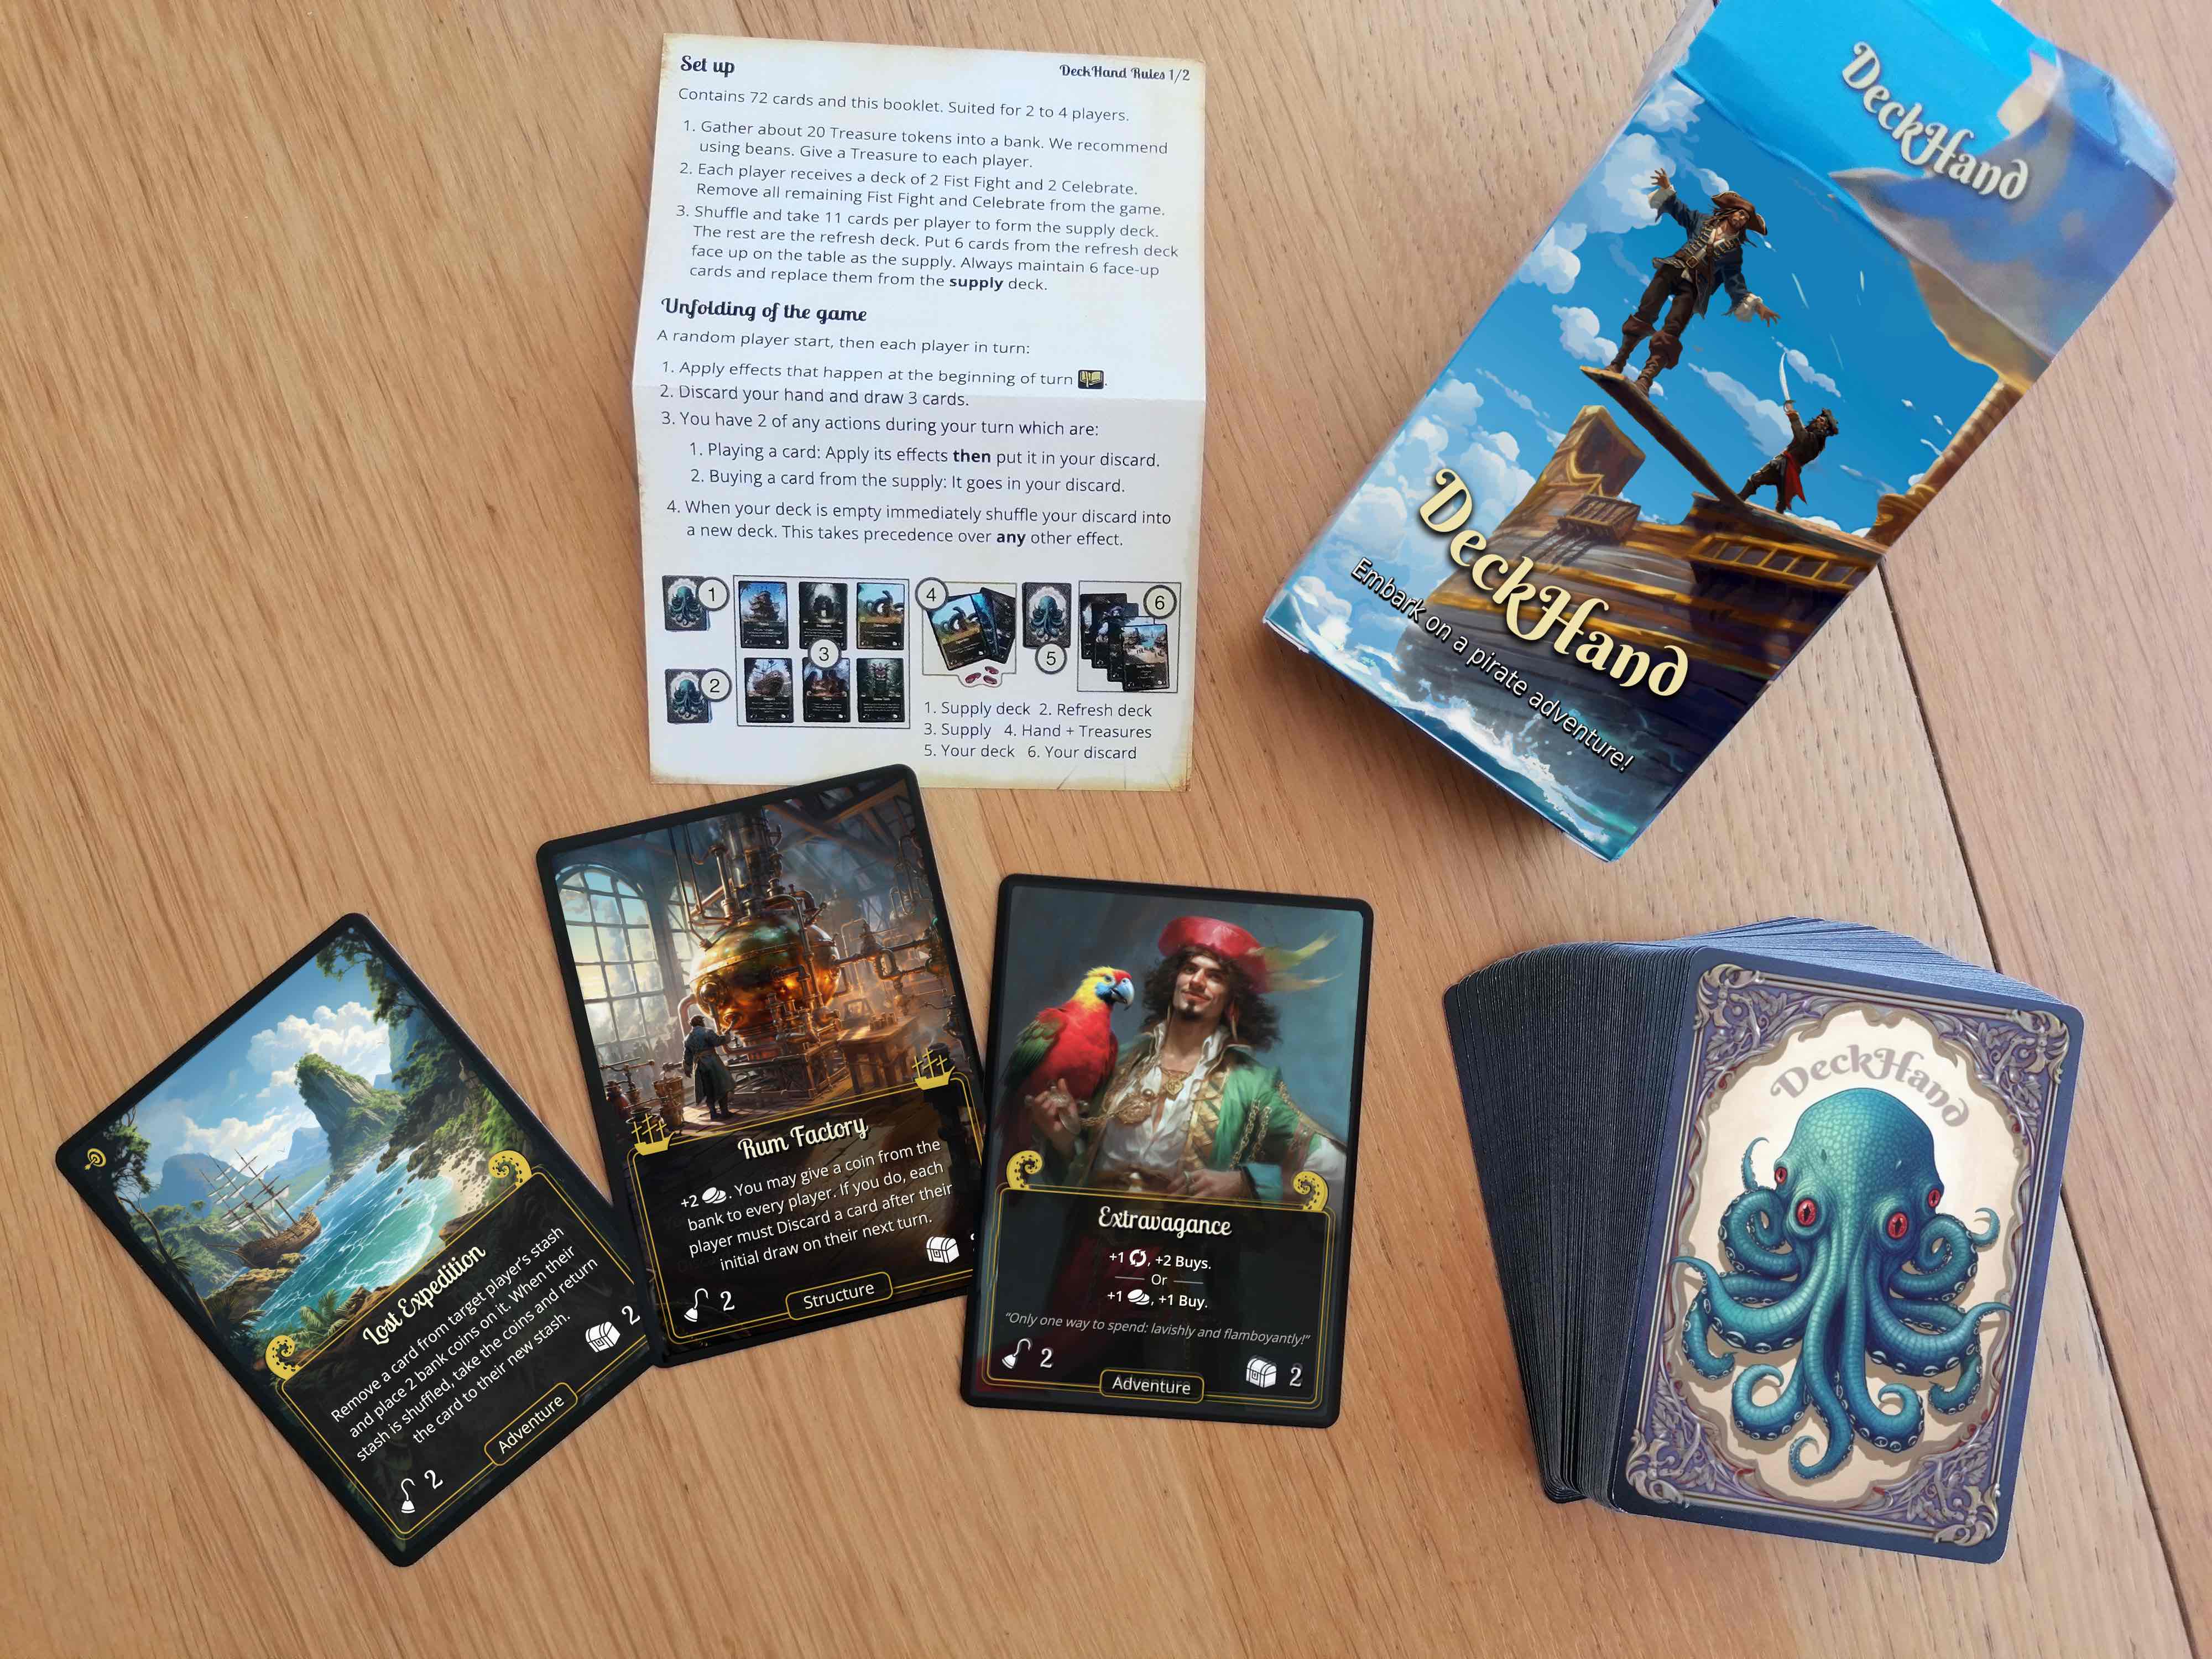 Set up
DeckHand Rules 1/2
Contains 72 cards and this booklet. Suited for 2 to 4 players.
1. Gather about 20 Treasure tokens into a bank. We recommend
using beans. Give a Treasure to each player.
2. Each player receives a deck of 2 Fist Fight and 2 Celebrate.
Remove all remaining Fist Fight and Celebrate from the game.
3. Shuffle and take 11 cards per player to form the supply deck.
The rest are the refresh deck. Put 6 cards from the refresh deck
face up on the table as the supply. Always maintain 6 face-up
cards and replace them from the supply deck.
Unfolding of the game
A random player start, then each player in turn:
1. Apply effects that happen at the beginning of turn .
2. Discard your hand and draw 3 cards.
3. You have 2 of any actions during your turn which are:
1. Playing a card: Apply its effects then put it in your discard.
2. Buying a card from the supply: It goes in your discard.
4. When your deck is empty immediately shuffle your discard into
a new deck. This takes precedence over any other effect.
1
2
3
4
5
6
1. Supply deck 2. Refresh deck
3. Supply 4. Hand + Treasures
5. Your deck 6. Your discard
DeckHand
DeckHand
Embark on a pirate adventure!
Lost Expedition
Remove a card from target player's stash
and place 2 bank coins on it. When their
stash is shuffled, take the coins and return
the card to their new stash.
2
2
Adventure
Rum Factory
+2 . You may give a coin from the
bank to every player. If you do, each
player must Discard a card after their
initial draw on their next turn.
2
Structure
Extravagance
+1 , +2 Buys.
Or
+1 , +1 Buy.
"Only one way to spend: lavishly and flamboyantly!"
2
2
Adventure
DeckHand